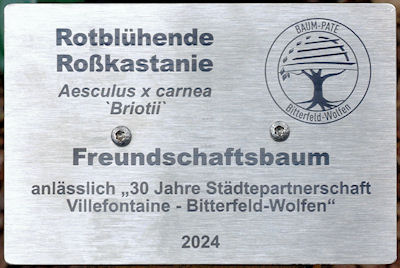 Rotblühende
Roßkastanie
Aesculus x carnea
`Briotii`
BAUM-PATE
Bitterfeld-Wolfen
Freundschaftsbaum
anlässlich „30 Jahre Städtepartnerschaft
Villefontaine - Bitterfeld-Wolfen“
2024